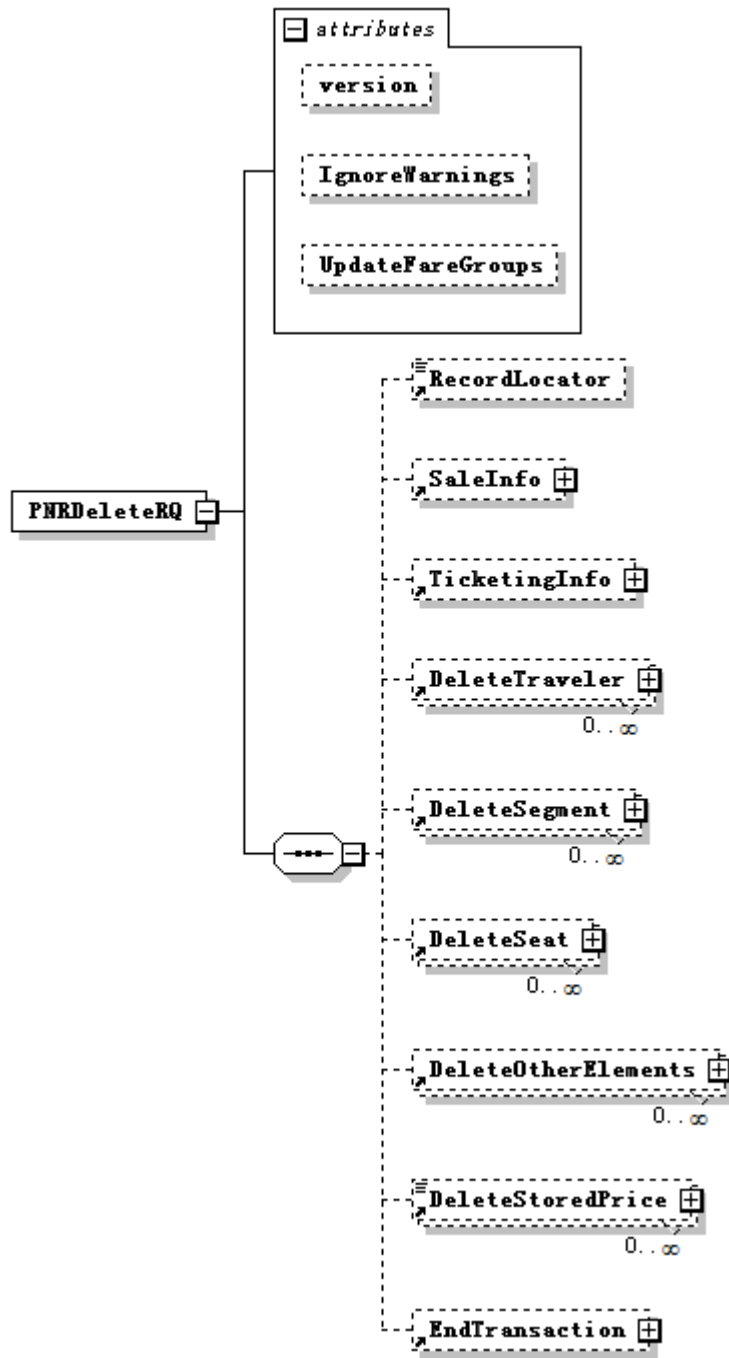 attributes
version
IgnoreWarnings
UpdateFareGroups
RecordLocator
SaleInfo
PNRDeleteRQ
TicketingInfo
DeleteTraveler
0..∞
DeleteSegment
0..∞
DeleteSeat
0..∞
DeleteOtherElements
0..∞
DeleteStoredPrice
0..∞
EndTransaction